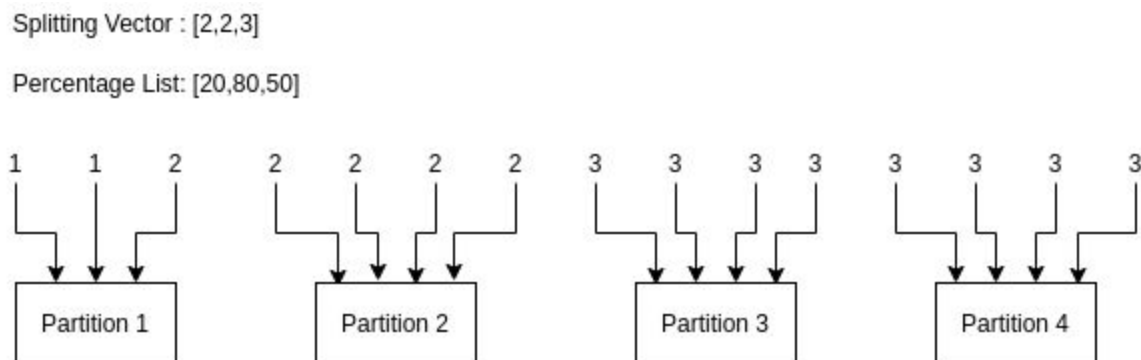 Splitting Vector : [2,2,3]
Percentage List: [20,80,50]
1 1 2 2 2 2 2 3 3 3 3 3 3 3 3
Partition 1 Partition 2 Partition 3 Partition 4